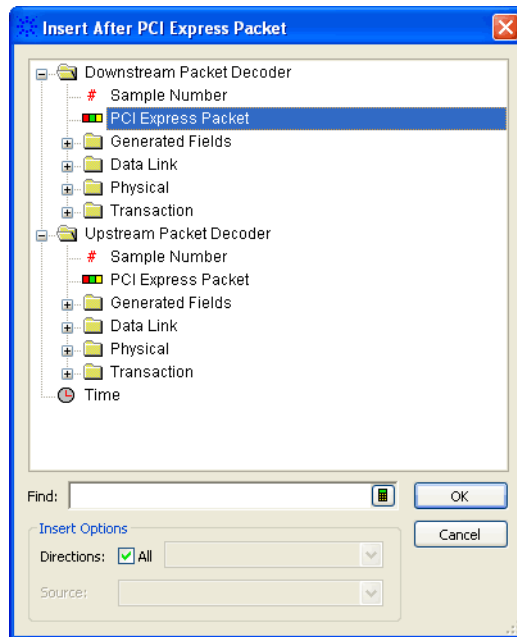 Insert After PCI Express Packet
Downstream Packet Decoder
# Sample Number
PCI Express Packet
Generated Fields
Data Link
Physical
Transaction
Upstream Packet Decoder
# Sample Number
PCI Express Packet
Generated Fields
Data Link
Physical
Transaction
Time
Find:
OK
Insert Options
Cancel
Directions: All
Source: